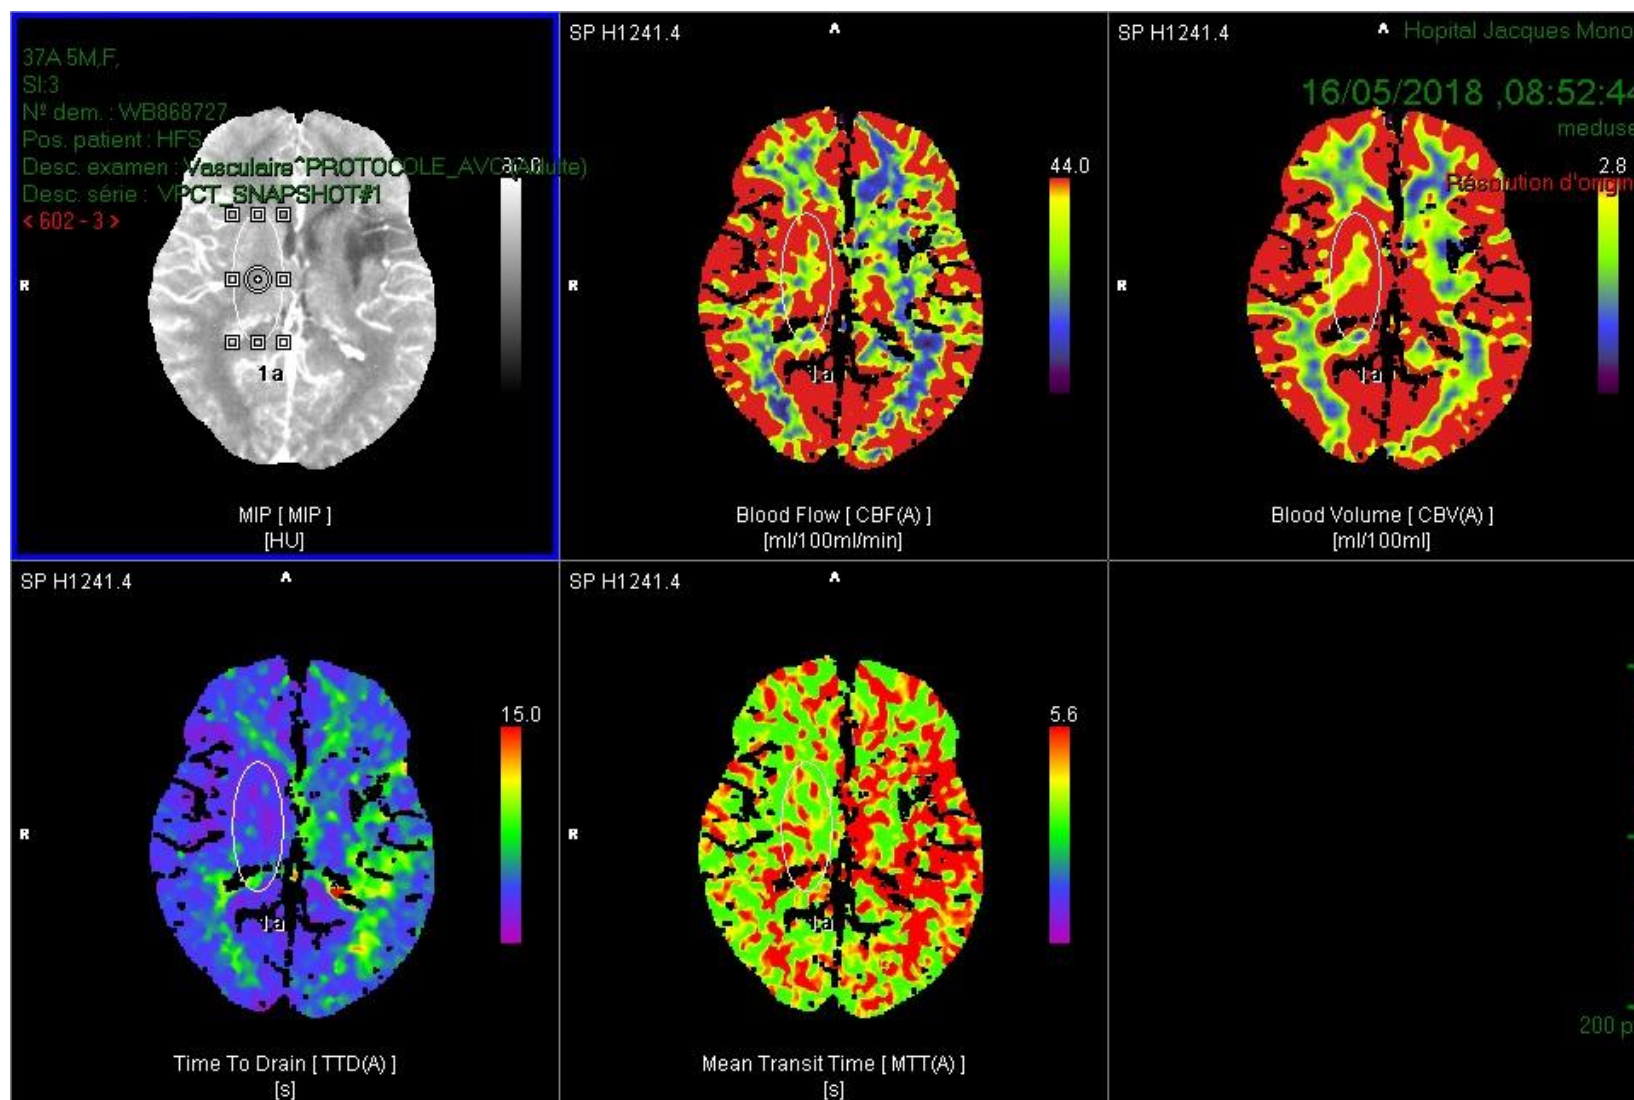 37A 5M,F,
SI:3
Nº dem. : WB868727
Pos. patient : HFS
Desc. examen : Vasculaire^PROTOCOLE_AVC (Adulte)
Desc. série : VPCT_SNAPSHOT#1
< 602 - 3 >
R
1a
MIP [ MIP ]
[HU]
SP H1241.4
A
44.0
R
1a
Blood Flow [ CBF(A) ]
[ml/100ml/min]
SP H1241.4
A
Hopital Jacques Mono
16/05/2018 ,08:52:44
meduse
2.8
Résolution d'origin
R
1a
Blood Volume [ CBV(A) ]
[ml/100ml]
SP H1241.4
A
15.0
R
1a
Time To Drain [ TTD(A) ]
[s]
SP H1241.4
A
5.6
R
1a
Mean Transit Time [ MTT(A) ]
[s]
200 p